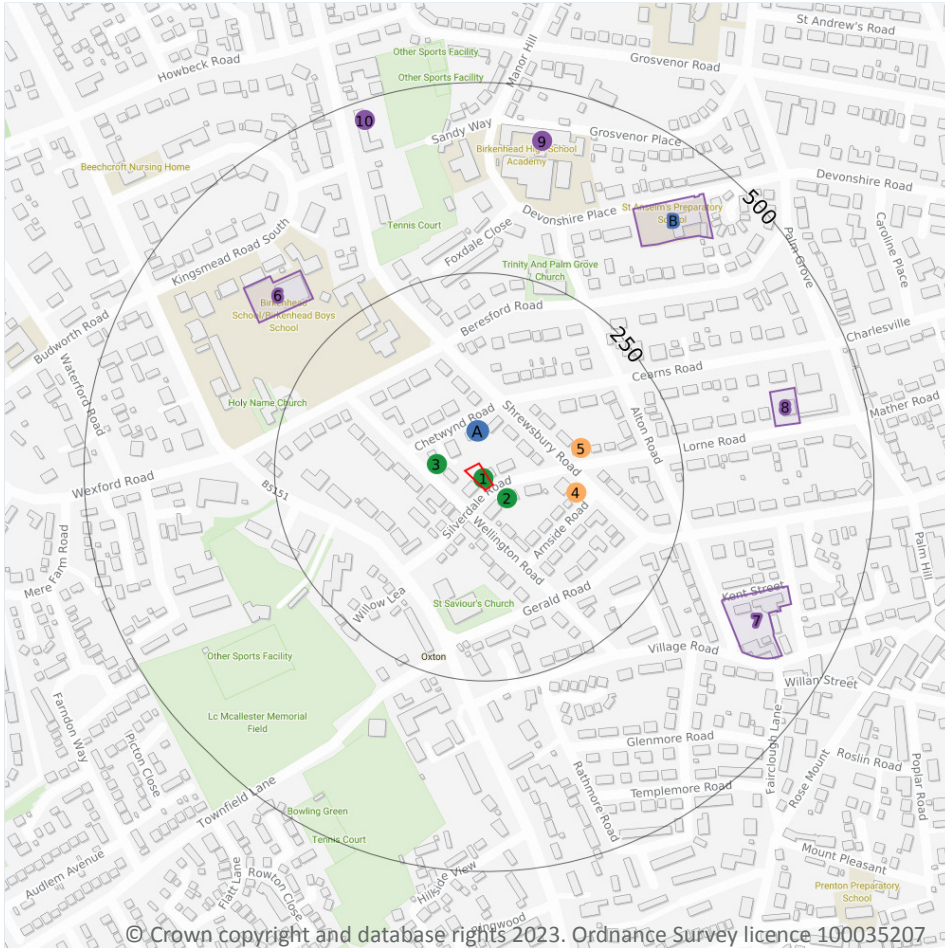 St Andrew's Road
Howbeck Road
Other Sports Facility
Manor Hill
Grosvenor Road
Other Sports Facility
10
Sandy Way
Grosvenor Place
9
Birkenhead High School
Academy
Beechcroft Nursing Home
Devonshire Road
500
St Anselm's Preparatory
School
B
Devonshire Place
Caroline Place
Palm Grove
Tennis Court
Kingsmead Road South
Foxdale Close
Trinity And Palm Grove
Church
6
Birkenhead
School/Birkenhead Boys
School
Beresford Road
Budworth Road
Charlesville
250
Waterford Road
Cearns Road
Holy Name Church
8
Mather Road
Chetwynd Road
Shrewsbury Road
Alton Road
A
Lorne Road
5
3
1
Wexford Road
B5151
4
2
Silverdale Road
Wellington Road
Arnside Road
Palm Hill
Mere Farm Road
Willow Lea
St Saviour's Church
Gerald Road
Kent Street
7
Village Road
Oxton
Other Sports Facility
Willan Street
Farndon Way
Lc Mcallester Memorial
Field
Picton Close
Glenmore Road
Fairclough Lane
Roslin Road
Rose Mount
Poplar Road
Rathmore Road
Templemore Road
Townfield Lane
Bowling Green
Tennis Court
Audlem Avenue
Flatt Lane
Rowton Close
Hillside View
Mount Pleasant
Prenton Preparatory
School
© Crown copyright and database rights 2023. Ordnance Survey licence 100035207